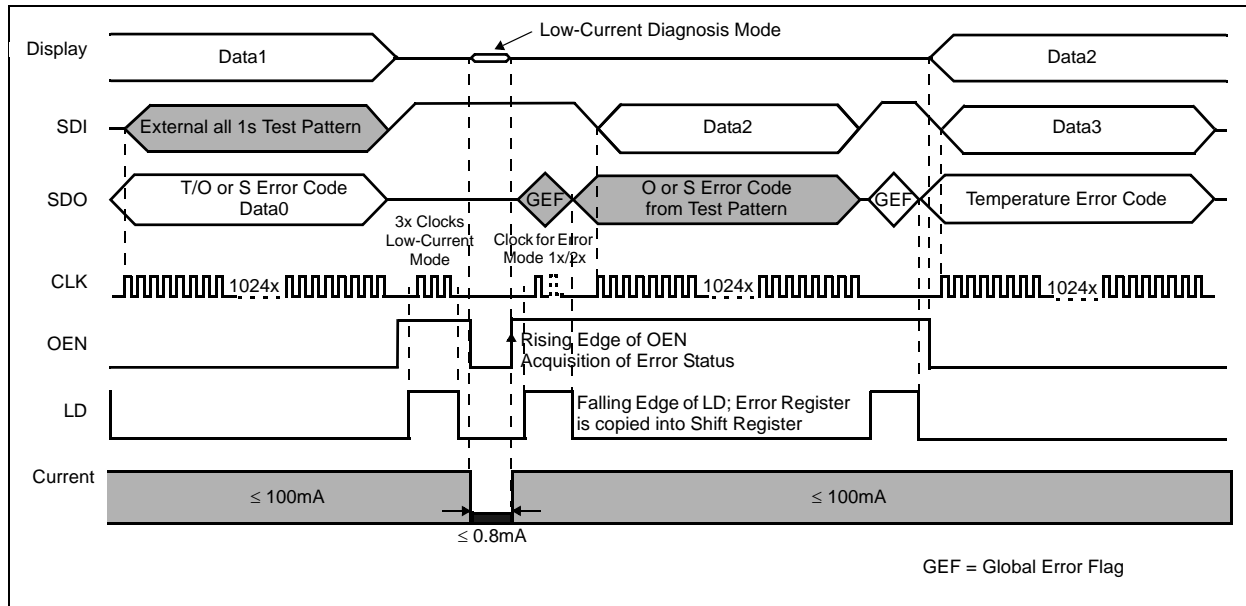 Low-Current Diagnosis Mode
Display
Data1
Data2
SDI
External all 1s Test Pattern
Data2
Data3
SDO
T/O or S Error Code
Data0
GEF
O or S Error Code
from Test Pattern
GEF
Temperature Error Code
3x Clocks
Low-Current
Mode
Clock for Error
Mode 1x/2x
CLK
1024x
1024x
1024x
OEN
Rising Edge of OEN
Acquisition of Error Status
LD
Falling Edge of LD; Error Register
is copied into Shift Register
Current
≤ 100mA
≤ 100mA
≤ 0.8mA
GEF = Global Error Flag